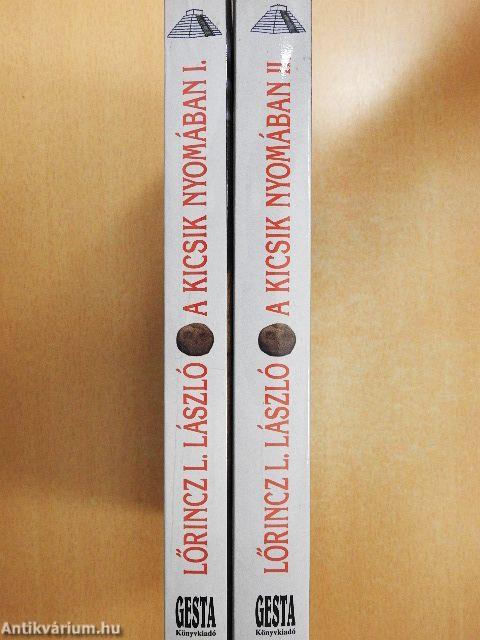 LŐRINCZ L. LÁSZLÓ A KICSIK NYOMÁBAN I.
GESTA
Könyvkiadó
LŐRINCZ L. LÁSZLÓ A KICSIK NYOMÁBAN II.
GESTA
Könyvkiadó
Antikvárium.hu